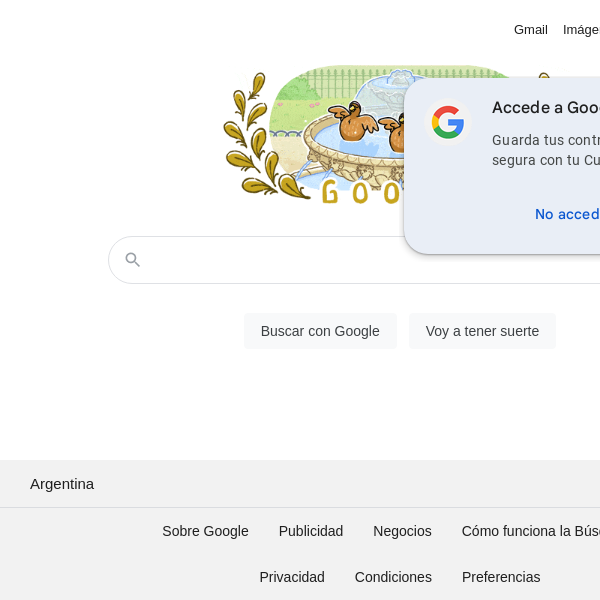 Gmail Imáge
Accede a Goo
Guarda tus contr
segura con tu Cu
No acced
G O O
Buscar con Google Voy a tener suerte
Argentina
Sobre Google Publicidad Negocios Cómo funciona la Bús
Privacidad Condiciones Preferencias